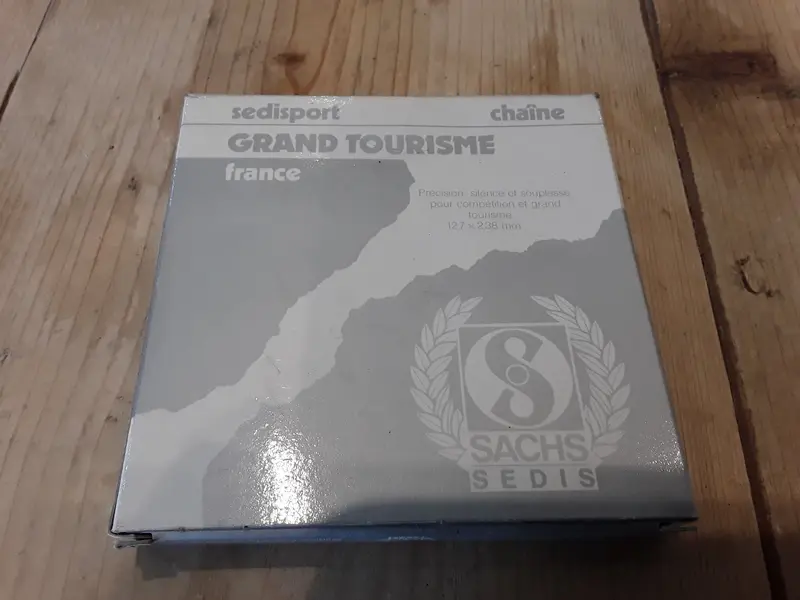 sedisport chaîne
GRAND TOURISME
france
Précision, silence et souplesse
pour compétition et grand
tourisme.
12,7 x 2,38 mm
SACHS
SEDIS